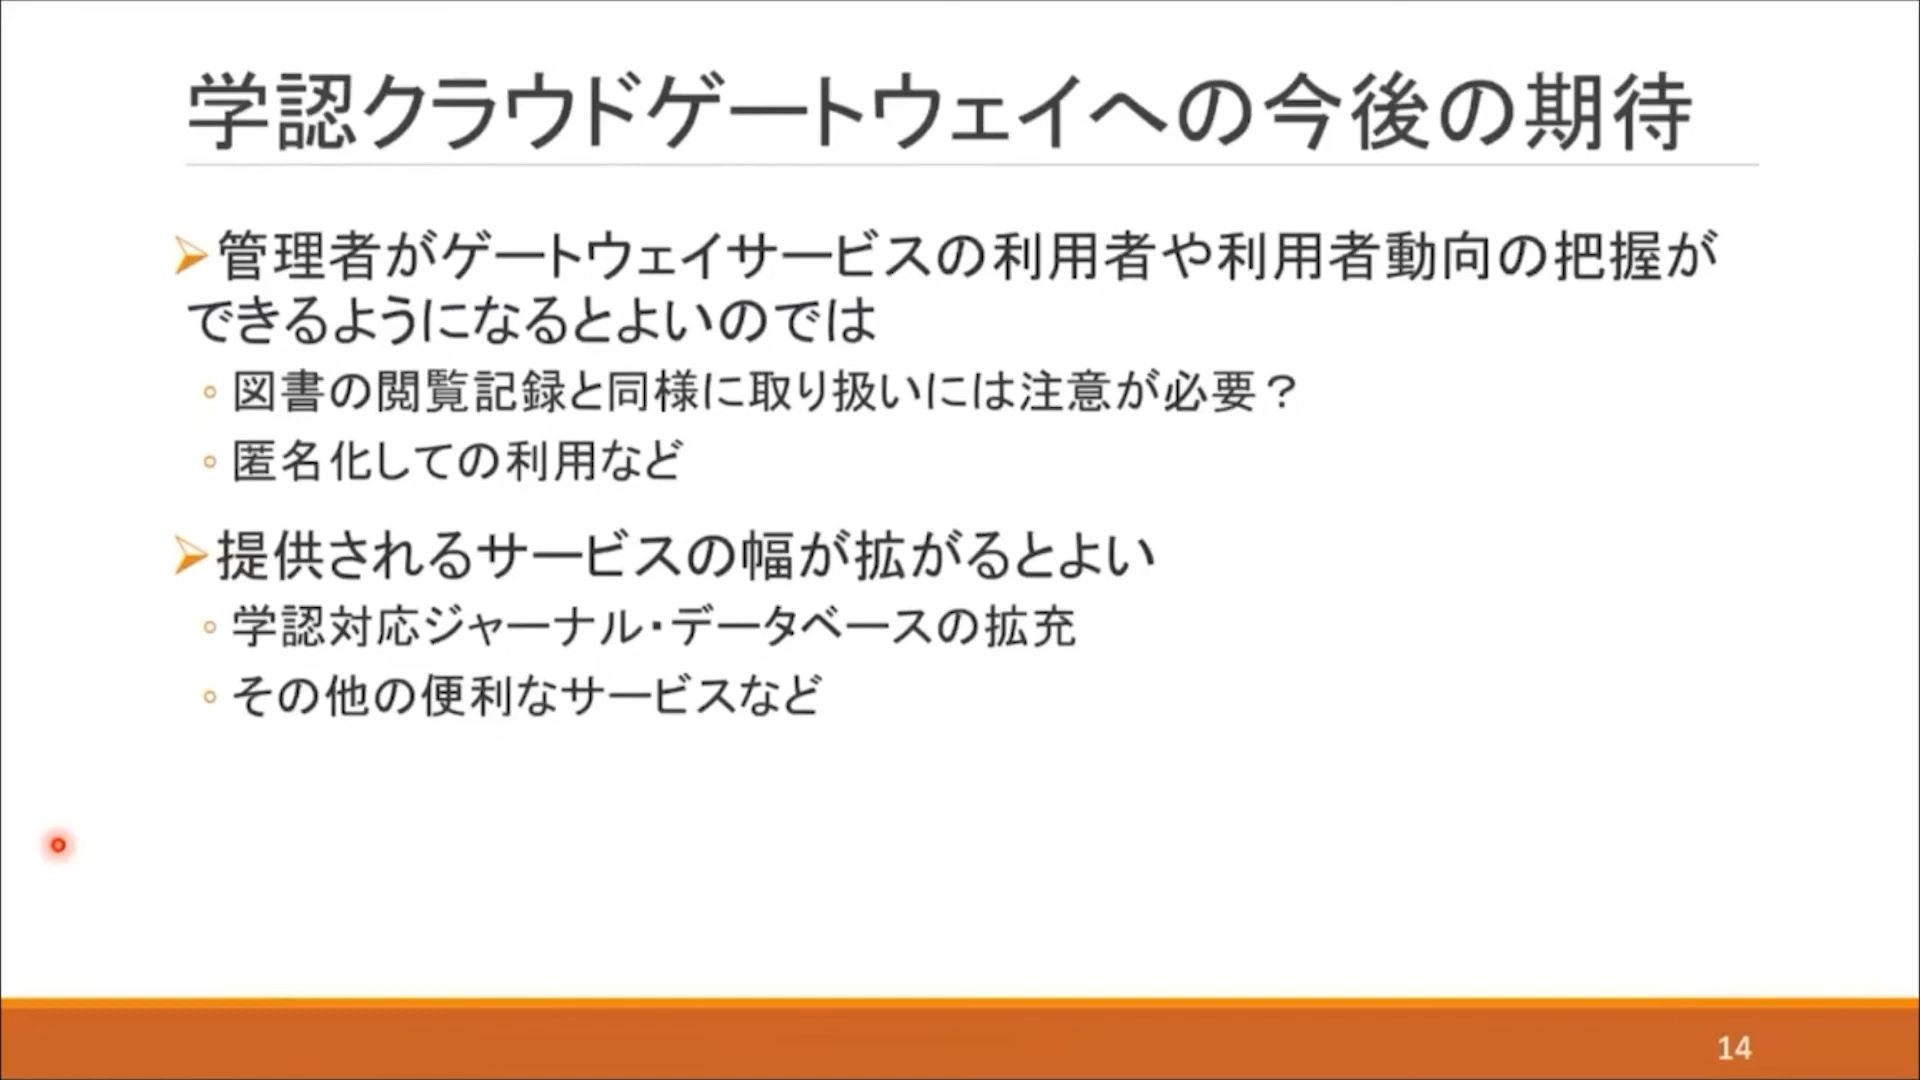 学認クラウドゲートウェイへの今後の期待
➢管理者がゲートウェイサービスの利用者や利用者動向の把握が
できるようになるとよいのでは
◦図書の閲覧記録と同様に取り扱いには注意が必要？
◦匿名化しての利用など
➢提供されるサービスの幅が拡がるとよい
◦学認対応ジャーナル・データベースの拡充
◦その他の便利なサービスなど
14